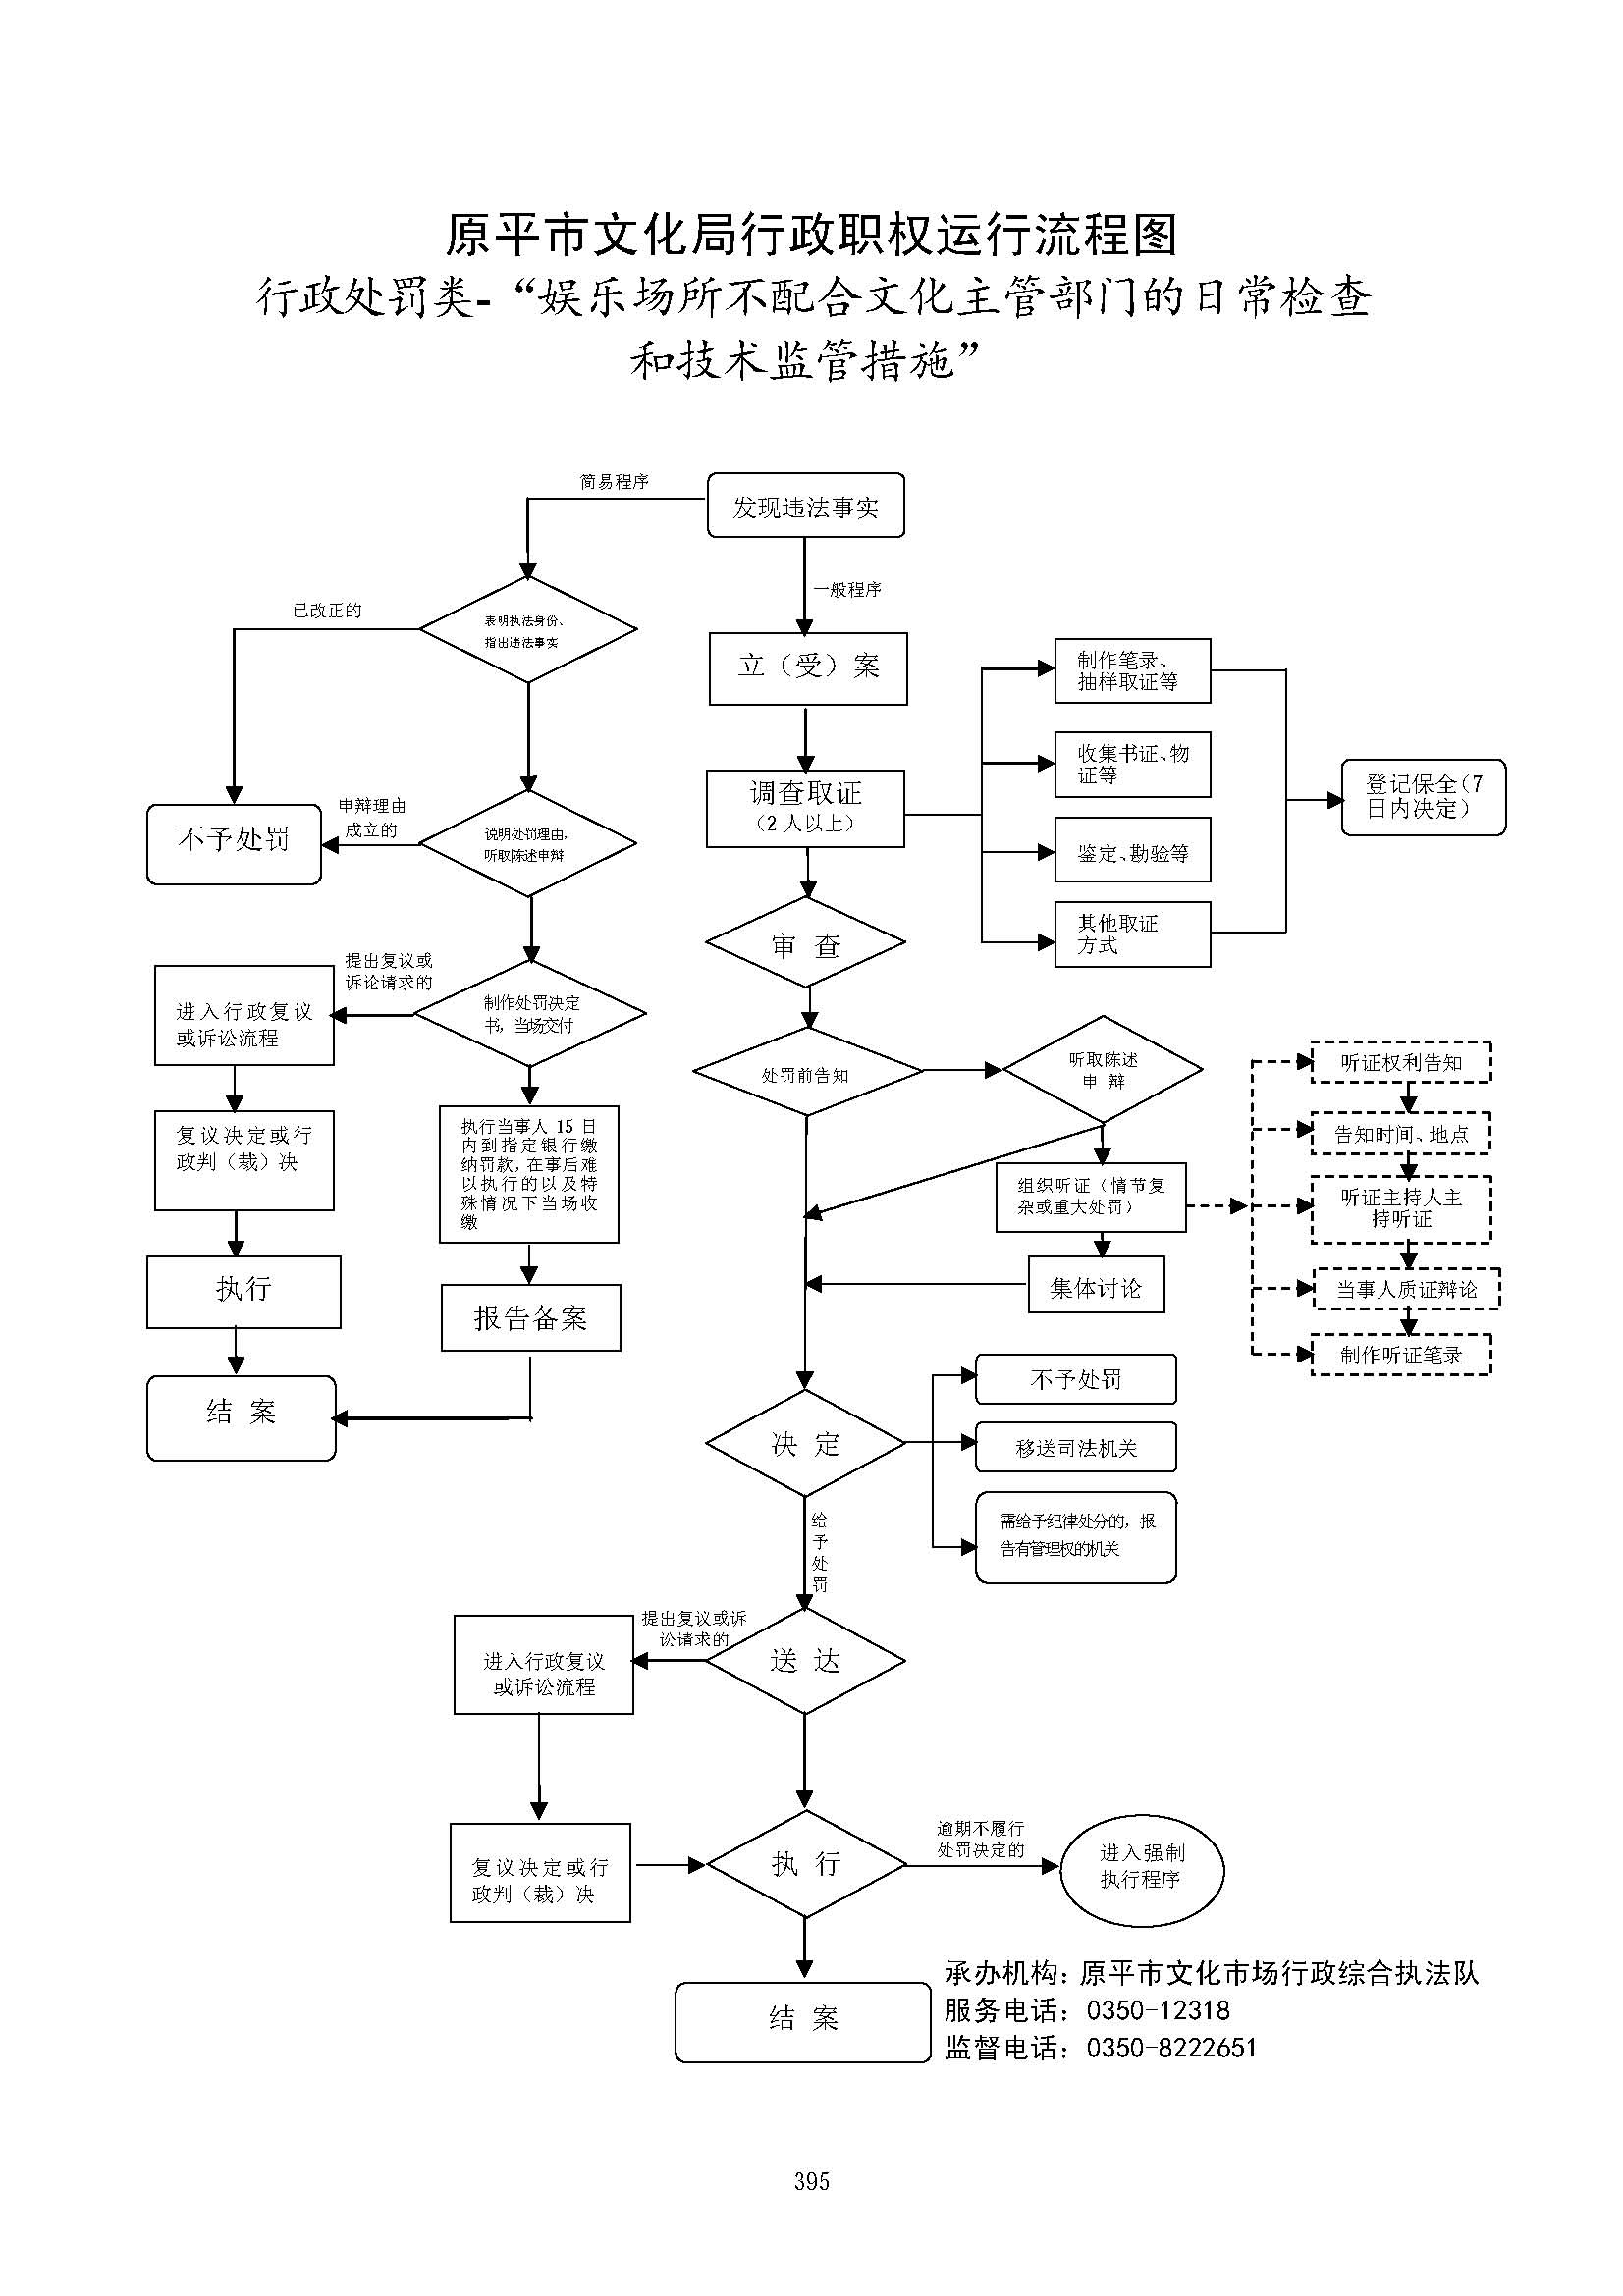 原平市文化局行政职权运行流程图
行政处罚类-“娱乐场所不配合文化主管部门的日常检查
和技术监管措施”
简易程序
发现违法事实
一般程序
已改正的
表明执法身份、
指出违法事实
立（受）案
制作笔录、
抽样取证等
收集书证、物
证等
登记保全（7
日内决定）
调查取证
（2人以上）
申辩理由
成立的
不予处罚
说明处罚理由，
听取陈述申辩
鉴定、勘验等
其他取证
方式
审 查
提出复议或
诉论请求的
进入行政复议
或诉讼流程
制作处罚决定
书，当场交付
处罚前告知
听取陈述
申 辩
听证权利告知
告知时间、地点
复议决定或行
政判（裁）决
执行当事人 15 日
内到指定银行缴
纳罚款，在事后难
以执行的以及特
殊情况下当场收
缴
组织听证（情节复
杂或重大处罚）
听证主持人主
持听证
执行
报告备案
集体讨论
当事人质证辩论
制作听证笔录
结 案
不予处罚
决 定
移送司法机关
需给予纪律处分的，报
告有管理权的机关
给
予
处
罚
提出复议或诉
讼请求的
进入行政复议
或诉讼流程
送 达
复议决定或行
政判（裁）决
执 行
逾期不履行
处罚决定的
进入强制
执行程序
结 案
承办机构：原平市文化市场行政综合执法队
服务电话：0350-12318
监督电话：0350-8222651
395